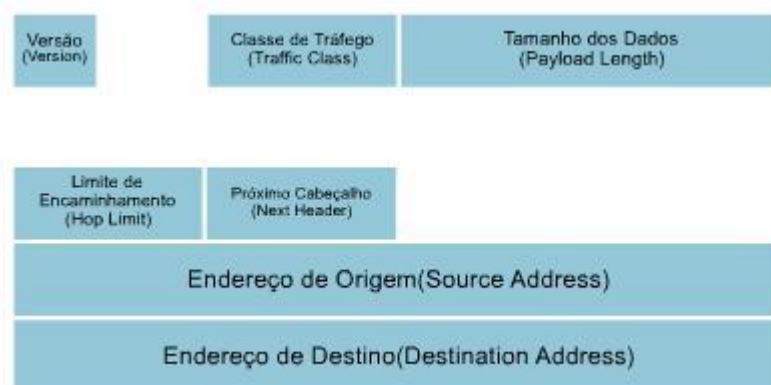 Versão
(Version)
Classe de Tráfego
(Traffic Class)
Tamanho dos Dados
(Payload Length)
Limite de
Encaminhamento
(Hop Limit)
Próximo Cabeçalho
(Next Header)
Endereço de Origem(Source Address)
Endereço de Destino(Destination Address)